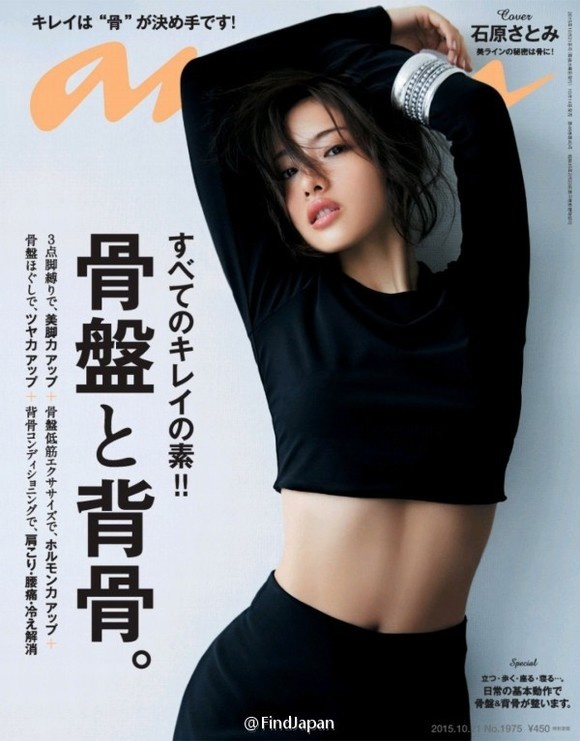 キレイは“骨”が決め手です!
an
Cover
石原さとみ
美ラインの秘密は骨に!
すべてのキレイの素!!
骨盤と背骨。
3点脚縛りで、美脚力アップ+骨盤低筋エクササイズで、ホルモン力アップ+
骨盤ほぐしで、ツヤ力アップ+背骨コンディショニングで、肩こり・腰痛・冷え解消
Special
立つ・歩く・座る・寝る…。
日常の基本動作で
骨盤&背骨が整います。
@FindJapan
No.1975 ¥450